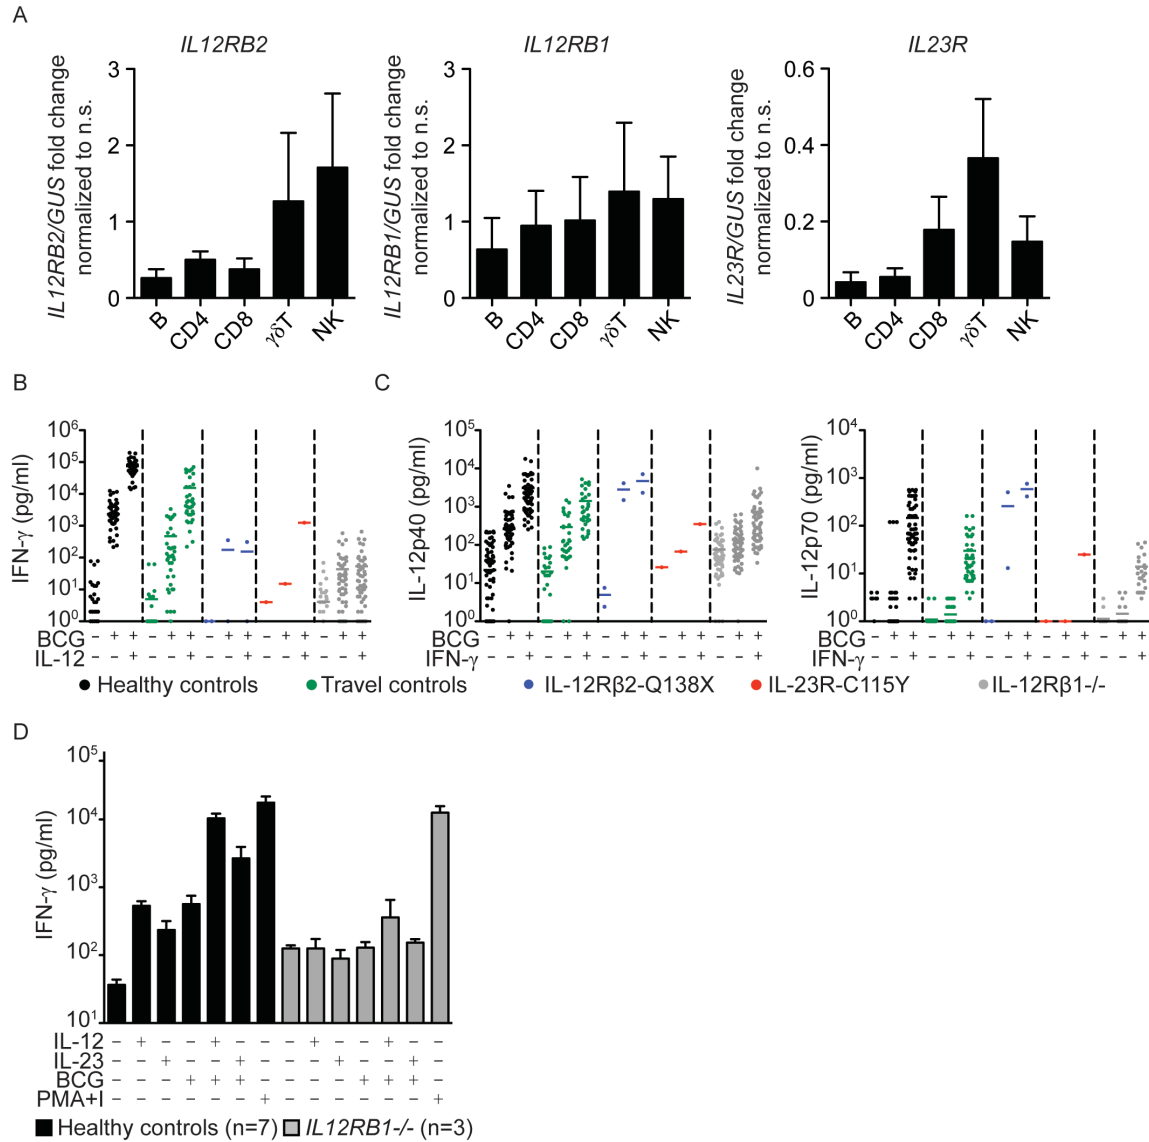 A
IL12RB2
IL12RB2/GUS fold change
normalized to n.s.
3
2
1
0
B
CD4
CD8
γδT
NK
IL12RB1
IL12RB1/GUS fold change
normalized to n.s.
3
2
1
0
B
CD4
CD8
γδT
NK
IL23R
IL23R/GUS fold change
normalized to n.s.
0.6
0.4
0.2
0
B
CD4
CD8
γδT
NK
B
IFN-γ (pg/ml)
10⁶
10⁵
10⁴
10³
10²
10¹
10⁰
BCG − + + − + + − + + − + + − + +
IL-12 − − + − − + − − + − − + − − +
C
IL-12p40 (pg/ml)
10⁵
10⁴
10³
10²
10¹
10⁰
BCG − + + − + + − + + − + + − + +
IFN-γ − − + − − + − − + − − + − − +
IL-12p70 (pg/ml)
10⁴
10³
10²
10¹
10⁰
BCG − + + − + + − + + − + + − + +
IFN-γ − − + − − + − − + − − + − − +
Healthy controls
Travel controls
IL-12Rβ2-Q138X
IL-23R-C115Y
IL-12Rβ1-/-
D
IFN-γ (pg/ml)
10⁵
10⁴
10³
10²
10¹
IL-12 − + − − + − − − + − − + − −
IL-23 − − + − − + − − − + − − + −
BCG − − − + + + − − − − + + + −
PMA+I − − − − − − + − − − − − − +
Healthy controls (n=7)
IL12RB1-/- (n=3)